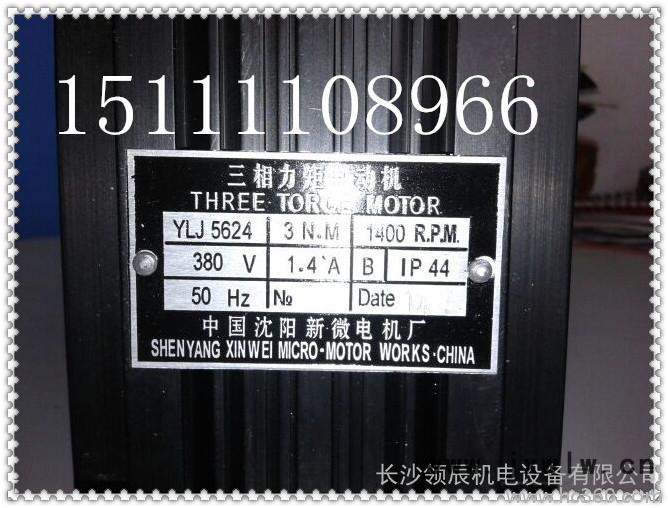 15111108966
三相力矩电动机
THREE TORQUE MOTOR
YLJ 5624 3 N.M 1400 R.P.M.
380 V 1.4 A B IP 44
50 Hz № Date
中国沈阳新微电机厂
SHENYANG XINWEI MICRO-MOTOR WORKS·CHINA
长沙领辰机电设备有限公司